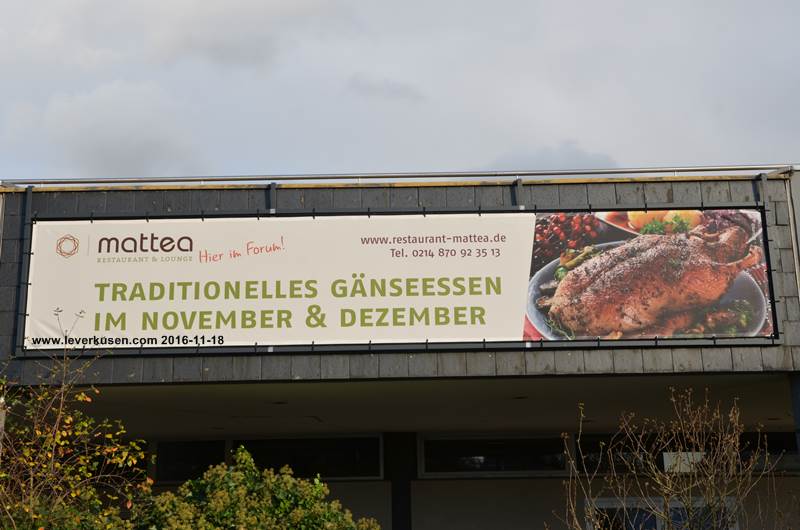 mattea
RESTAURANT & LOUNGE
Hier im Forum!
www.restaurant-mattea.de
Tel. 0214 870 92 35 13
TRADITIONELLES GÄNSEESSEN
IM NOVEMBER & DEZEMBER
www.leverkusen.com 2016-11-18